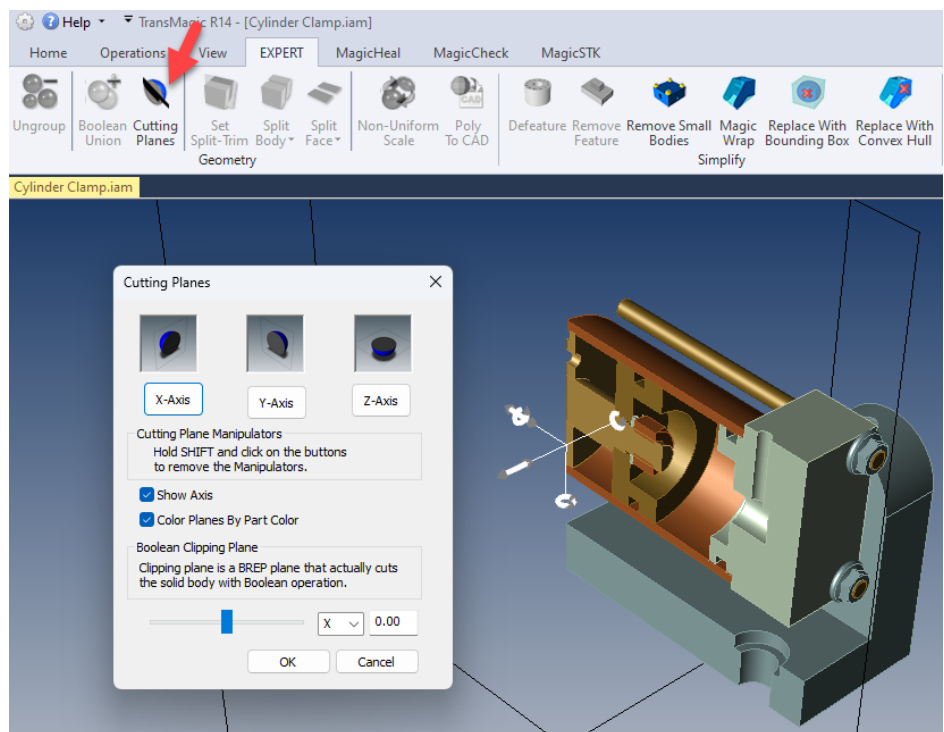 Help TransMagic R14 - [Cylinder Clamp.iam]
Home Operations View EXPERT MagicHeal MagicCheck MagicSTK
Ungroup Boolean Cutting Set Split Split Non-Uniform Poly Defeature Remove Remove Small Magic Replace With Replace With
Union Planes Split-Trim Body Face Scale To CAD Feature Bodies Wrap Bounding Box Convex Hull
CAD
Geometry Simplify
Cylinder Clamp.iam
Cutting Planes
X-Axis Y-Axis Z-Axis
Cutting Plane Manipulators
Hold SHIFT and click on the buttons
to remove the Manipulators.
Show Axis
Color Planes By Part Color
Boolean Clipping Plane
Clipping plane is a BREP plane that actually cuts
the solid body with Boolean operation.
X 0.00
OK Cancel